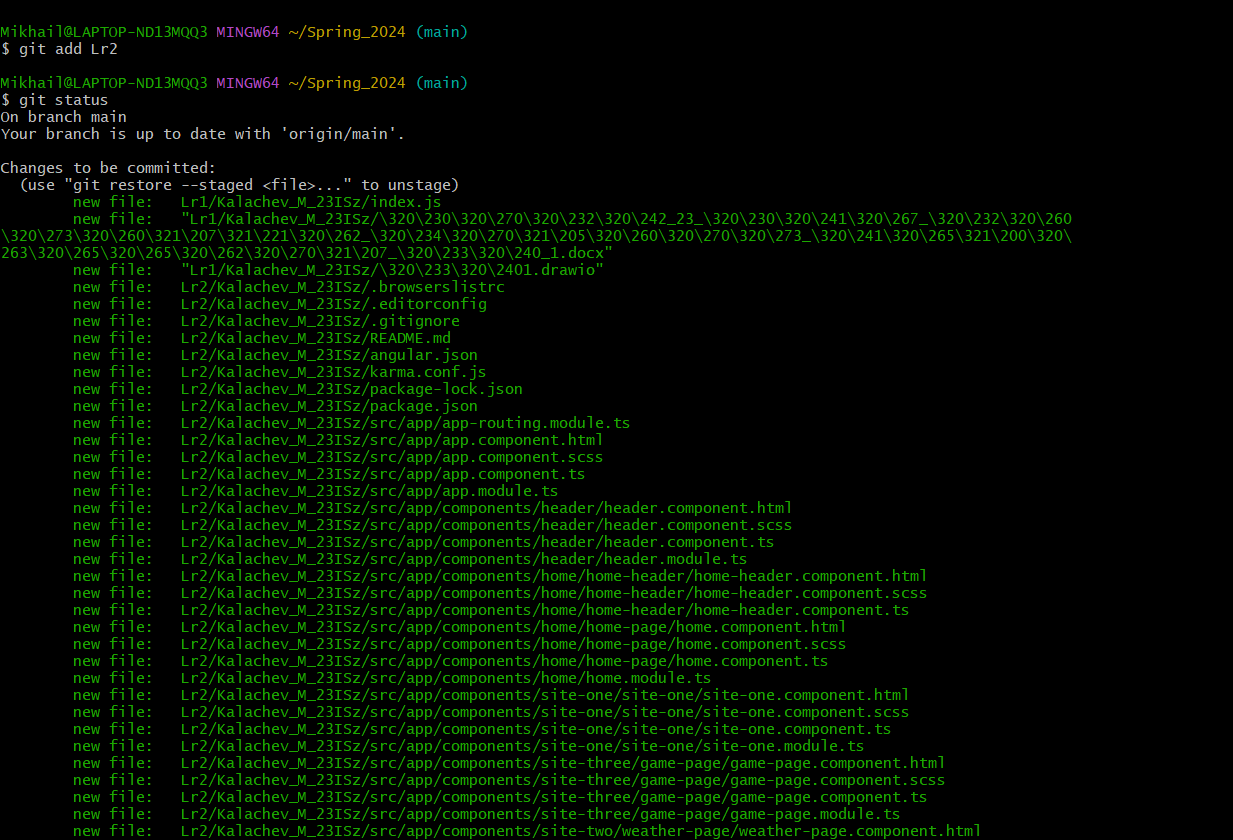 Mikhail@LAPTOP-ND13MQQ3 MINGW64 ~/Spring_2024 (main)
$ git add Lr2
Mikhail@LAPTOP-ND13MQQ3 MINGW64 ~/Spring_2024 (main)
$ git status
On branch main
Your branch is up to date with 'origin/main'.
Changes to be committed:
  (use "git restore --staged <file>..." to unstage)
        new file:   Lr1/Kalachev_M_23ISz/index.js
        new file:   "Lr1/Kalachev_M_23ISz/\320\230\320\270\320\232\320\242_23_\320\230\320\241\320\267_\320\232\320\260
\320\273\320\260\321\207\321\221\320\262_\320\234\320\270\321\205\320\260\320\270\320\273_\320\241\320\265\321\200\320\
263\320\265\320\265\320\262\320\270\321\207_\320\233\320\240_1.docx"
        new file:   "Lr1/Kalachev_M_23ISz/\320\233\320\2401.drawio"
        new file:   Lr2/Kalachev_M_23ISz/.browserslistrc
        new file:   Lr2/Kalachev_M_23ISz/.editorconfig
        new file:   Lr2/Kalachev_M_23ISz/.gitignore
        new file:   Lr2/Kalachev_M_23ISz/README.md
        new file:   Lr2/Kalachev_M_23ISz/angular.json
        new file:   Lr2/Kalachev_M_23ISz/karma.conf.js
        new file:   Lr2/Kalachev_M_23ISz/package-lock.json
        new file:   Lr2/Kalachev_M_23ISz/package.json
        new file:   Lr2/Kalachev_M_23ISz/src/app/app-routing.module.ts
        new file:   Lr2/Kalachev_M_23ISz/src/app/app.component.html
        new file:   Lr2/Kalachev_M_23ISz/src/app/app.component.scss
        new file:   Lr2/Kalachev_M_23ISz/src/app/app.component.ts
        new file:   Lr2/Kalachev_M_23ISz/src/app/app.module.ts
        new file:   Lr2/Kalachev_M_23ISz/src/app/components/header/header.component.html
        new file:   Lr2/Kalachev_M_23ISz/src/app/components/header/header.component.scss
        new file:   Lr2/Kalachev_M_23ISz/src/app/components/header/header.component.ts
        new file:   Lr2/Kalachev_M_23ISz/src/app/components/header/header.module.ts
        new file:   Lr2/Kalachev_M_23ISz/src/app/components/home/home-header/home-header.component.html
        new file:   Lr2/Kalachev_M_23ISz/src/app/components/home/home-header/home-header.component.scss
        new file:   Lr2/Kalachev_M_23ISz/src/app/components/home/home-header/home-header.component.ts
        new file:   Lr2/Kalachev_M_23ISz/src/app/components/home/home-page/home.component.html
        new file:   Lr2/Kalachev_M_23ISz/src/app/components/home/home-page/home.component.scss
        new file:   Lr2/Kalachev_M_23ISz/src/app/components/home/home-page/home.component.ts
        new file:   Lr2/Kalachev_M_23ISz/src/app/components/home/home.module.ts
        new file:   Lr2/Kalachev_M_23ISz/src/app/components/site-one/site-one/site-one.component.html
        new file:   Lr2/Kalachev_M_23ISz/src/app/components/site-one/site-one/site-one.component.scss
        new file:   Lr2/Kalachev_M_23ISz/src/app/components/site-one/site-one/site-one.component.ts
        new file:   Lr2/Kalachev_M_23ISz/src/app/components/site-one/site-one/site-one.module.ts
        new file:   Lr2/Kalachev_M_23ISz/src/app/components/site-three/game-page/game-page.component.html
        new file:   Lr2/Kalachev_M_23ISz/src/app/components/site-three/game-page/game-page.component.scss
        new file:   Lr2/Kalachev_M_23ISz/src/app/components/site-three/game-page/game-page.component.ts
        new file:   Lr2/Kalachev_M_23ISz/src/app/components/site-three/game-page/game-page.module.ts
        new file:   Lr2/Kalachev_M_23ISz/src/app/components/site-two/weather-page/weather-page.component.html